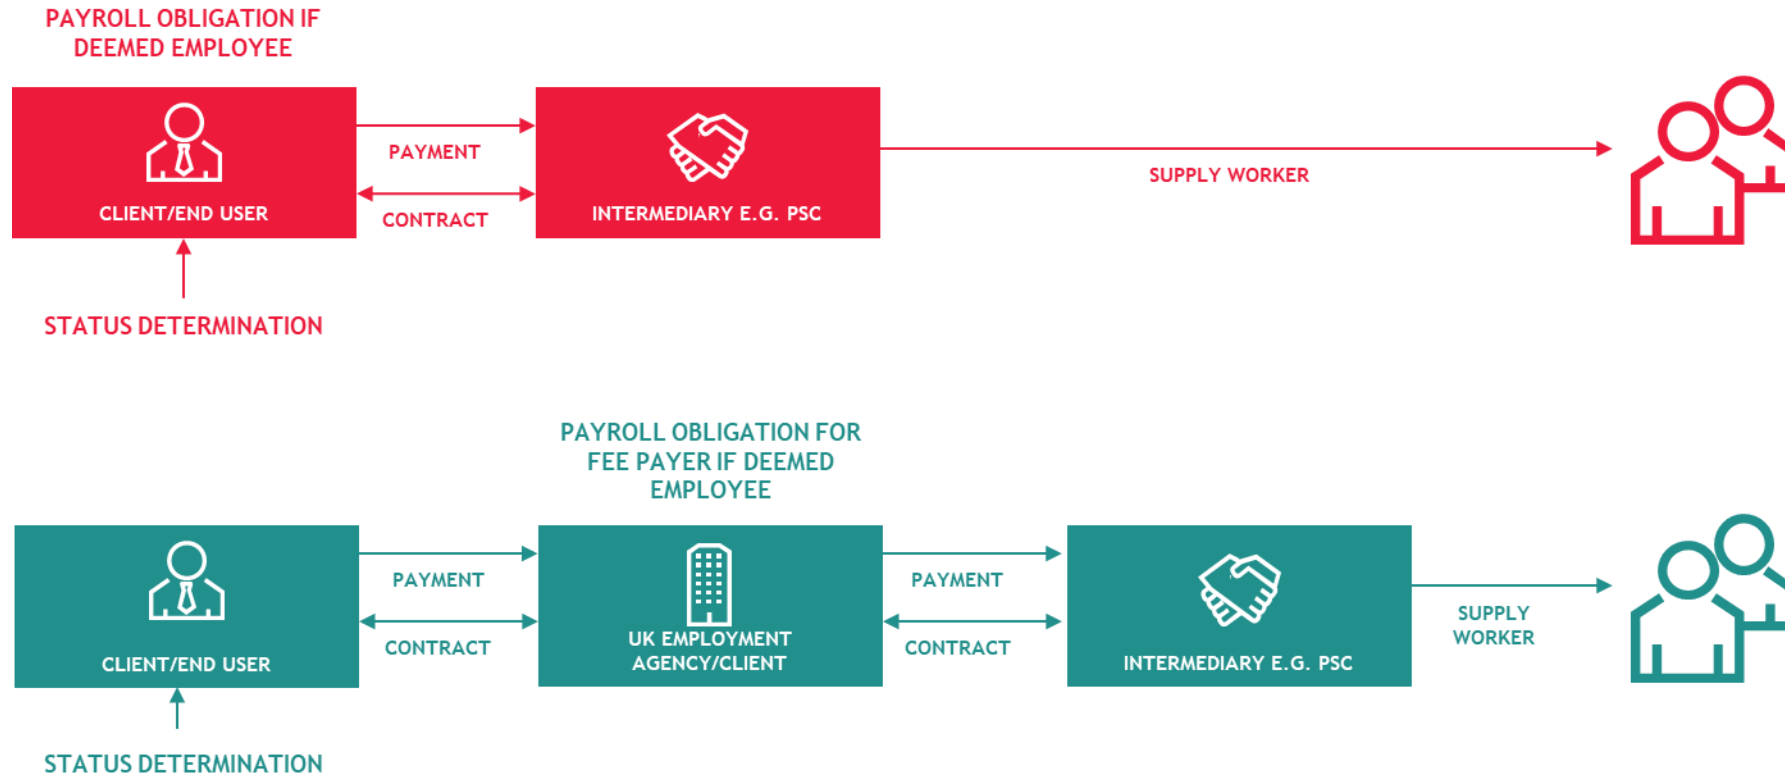 PAYROLL OBLIGATION IF
DEEMED EMPLOYEE
PAYMENT
CONTRACT
CLIENT/END USER
INTERMEDIARY E.G. PSC
SUPPLY WORKER
STATUS DETERMINATION
PAYROLL OBLIGATION FOR
FEE PAYER IF DEEMED
EMPLOYEE
PAYMENT
CONTRACT
CLIENT/END USER
UK EMPLOYMENT
AGENCY/CLIENT
PAYMENT
CONTRACT
INTERMEDIARY E.G. PSC
SUPPLY
WORKER
STATUS DETERMINATION